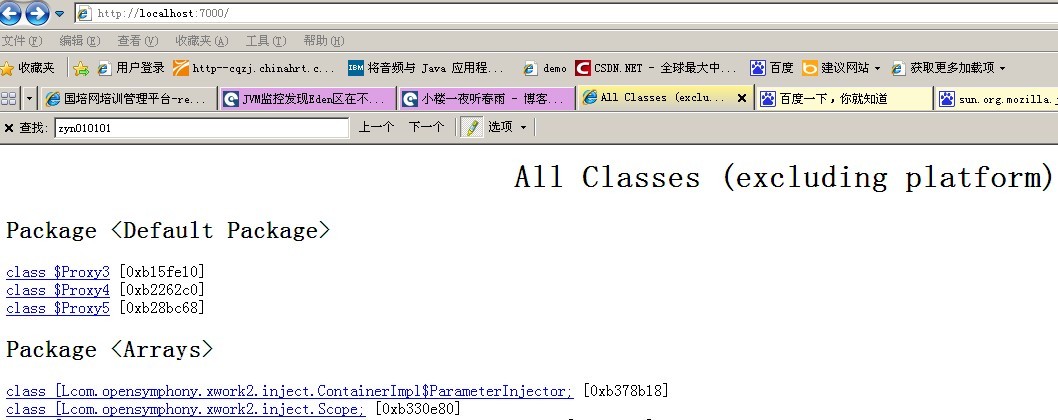 http://localhost:7000/
文件(F) 编辑(E) 查看(V) 收藏夹(A) 工具(T) 帮助(H)
收藏夹 用户登录 http--cqzj.chinahrt.c... IBM 将音频与 Java 应用程... demo CSDN.NET - 全球最大中... 百度 建议网站 获取更多附加模块
国培网培训管理平台-re... JVM监控发现Eden区在不... 小楼一夜听春雨 - 博客... All Classes (exclu... 百度一下，你就知道 sun.org.mozilla.
查找: zyn010101 上一个 下一个 选项
All Classes (excluding platform)
Package <Default Package>
class $Proxy3 [0xb15fe10]
class $Proxy4 [0xb2262c0]
class $Proxy5 [0xb28bc68]
Package <Arrays>
class [Lcom.opensymphony.xwork2.inject.ContainerImpl$ParameterInjector; [0xb378b18]
class [Lcom.opensymphony.xwork2.inject.Scope; [0xb330e80]